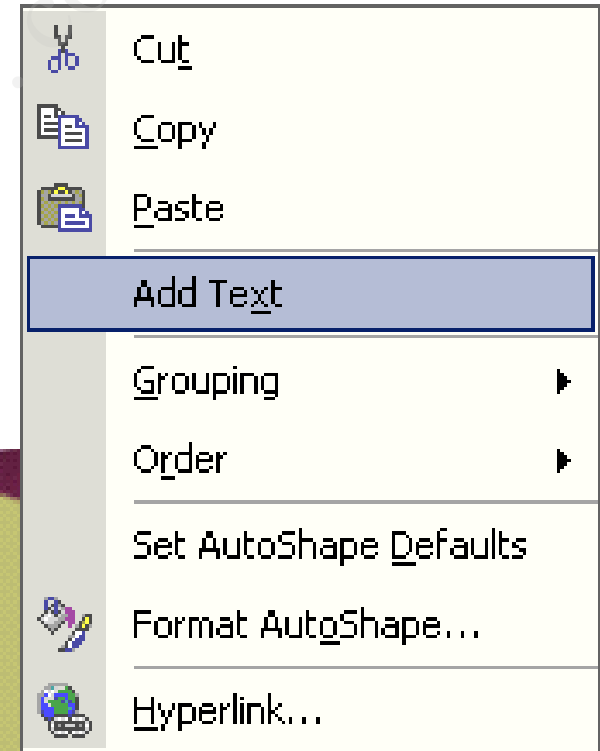 Cut
Copy
Paste
Add Text
Grouping
Order
Set AutoShape Defaults
Format AutoShape...
Hyperlink...